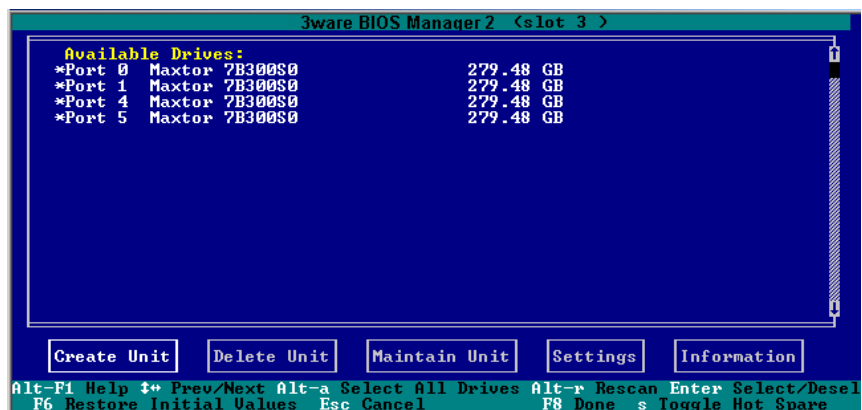 3ware BIOS Manager 2 <slot 3 >
Available Drives:
*Port 0 Maxtor 7B300S0 279.48 GB
*Port 1 Maxtor 7B300S0 279.48 GB
*Port 4 Maxtor 7B300S0 279.48 GB
*Port 5 Maxtor 7B300S0 279.48 GB
Create Unit Delete Unit Maintain Unit Settings Information
Alt-F1 Help ↕↔ Prev/Next Alt-a Select All Drives Alt-r Rescan Enter Select/Desel
F6 Restore Initial Values Esc Cancel F8 Done s Toggle Hot Spare